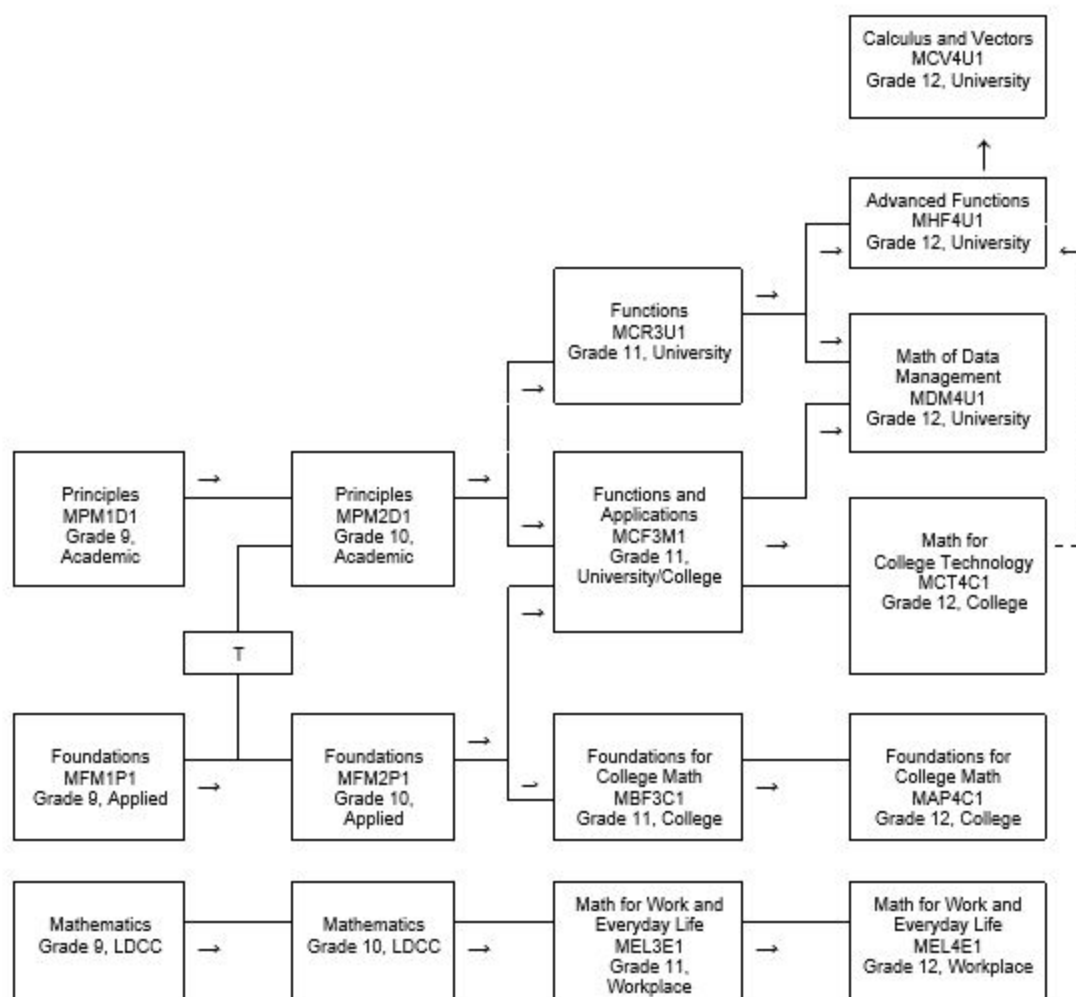 Calculus and Vectors
MCV4U1
Grade 12, University
↑
Advanced Functions
MHF4U1
Grade 12, University
→
←
Functions
MCR3U1
Grade 11, University
→
→
Math of Data
Management
MDM4U1
Grade 12, University
→
→
Principles
MPM1D1
Grade 9,
Academic
→
Principles
MPM2D1
Grade 10,
Academic
→
Functions and
Applications
MCF3M1
Grade 11,
University/College
→
→
Math for
College Technology
MCT4C1
Grade 12, College
→
T
Foundations
MFM1P1
Grade 9, Applied
→
Foundations
MFM2P1
Grade 10,
Applied
→
Foundations for
College Math
MBF3C1
Grade 11, College
→
Foundations for
College Math
MAP4C1
Grade 12, College
Mathematics
Grade 9, LDCC
→
Mathematics
Grade 10, LDCC
→
Math for Work and
Everyday Life
MEL3E1
Grade 11,
Workplace
→
Math for Work and
Everyday Life
MEL4E1
Grade 12, Workplace